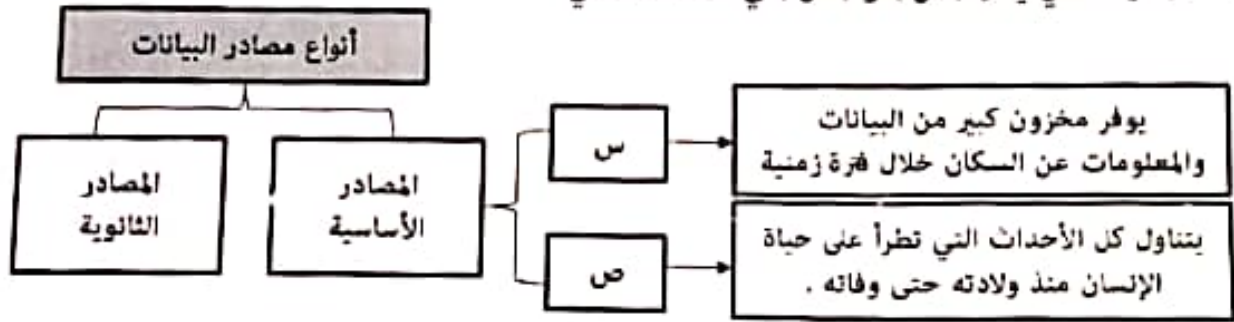 أنواع مصادر البيانات
س
يوفر مخزون كبير من البيانات
والمعلومات عن السكان خلال فترة زمنية
المصادر
الأساسية
المصادر
الثانوية
ص
يتناول كل الأحداث التي تطرأ على حياة
الإنسان منذ ولادته حتى وفاته .